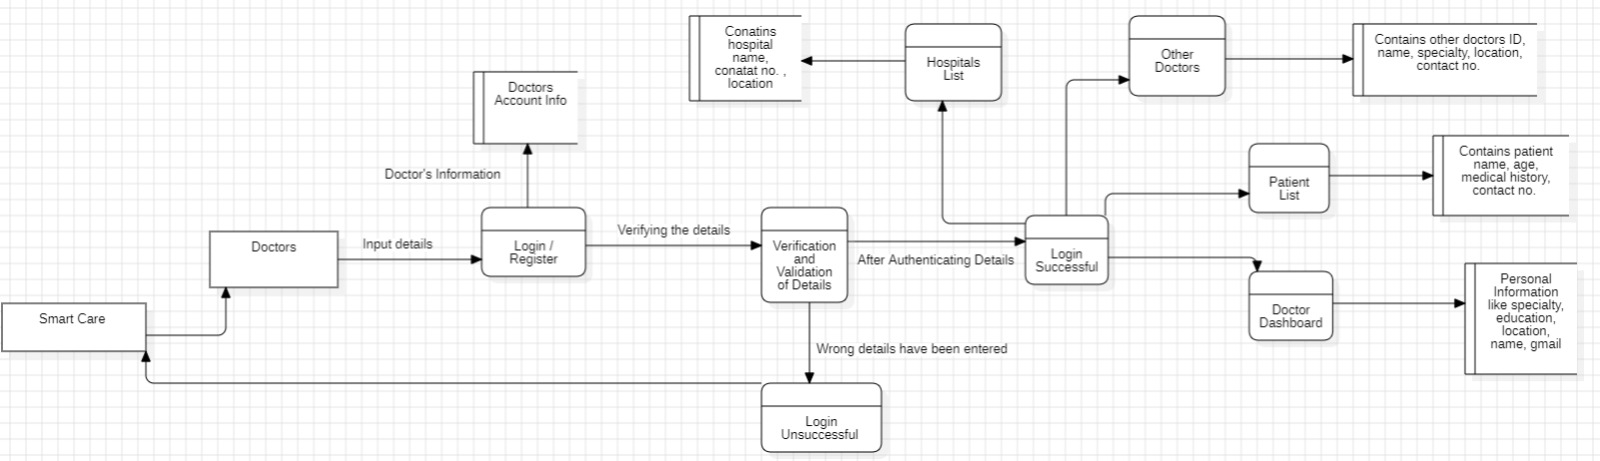 Conatins
hospital
name,
conatat no. ,
location
Hospitals
List
Other
Doctors
Contains other doctors ID,
name, specialty, location,
contact no.
Doctors
Account Info
Doctor's Information
Contains patient
name, age,
medical history,
contact no.
Patient
List
Doctors
Input details
Login /
Register
Verifying the details
Verification
and
Validation
of Details
After Authenticating Details
Login
Successful
Smart Care
Doctor
Dashboard
Personal
Information
like specialty,
education,
location,
name, gmail
Wrong details have been entered
Login
Unsuccessful